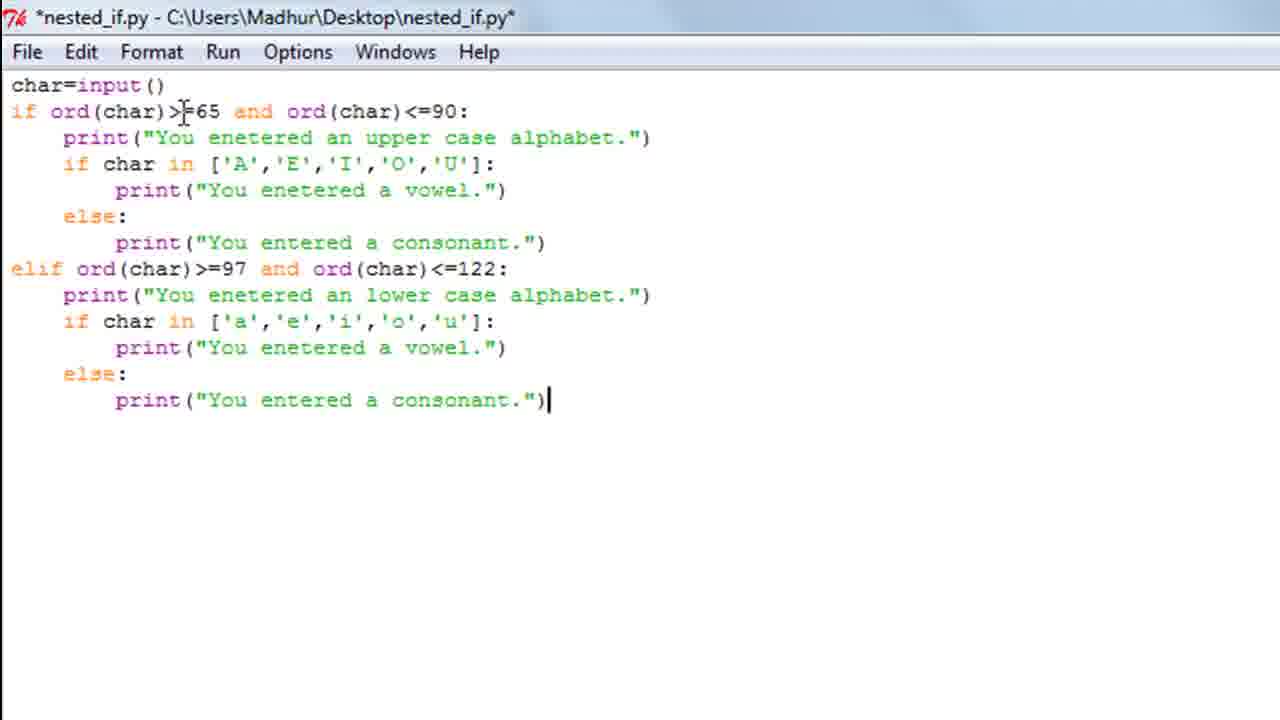 *nested_if.py - C:\Users\Madhur\Desktop\nested_if.py*
File Edit Format Run Options Windows Help
char=input()
if ord(char)>=65 and ord(char)<=90:
    print("You enetered an upper case alphabet.")
    if char in ['A','E','I','O','U']:
        print("You enetered a vowel.")
    else:
        print("You entered a consonant.")
elif ord(char)>=97 and ord(char)<=122:
    print("You enetered an lower case alphabet.")
    if char in ['a','e','i','o','u']:
        print("You enetered a vowel.")
    else:
        print("You entered a consonant.")